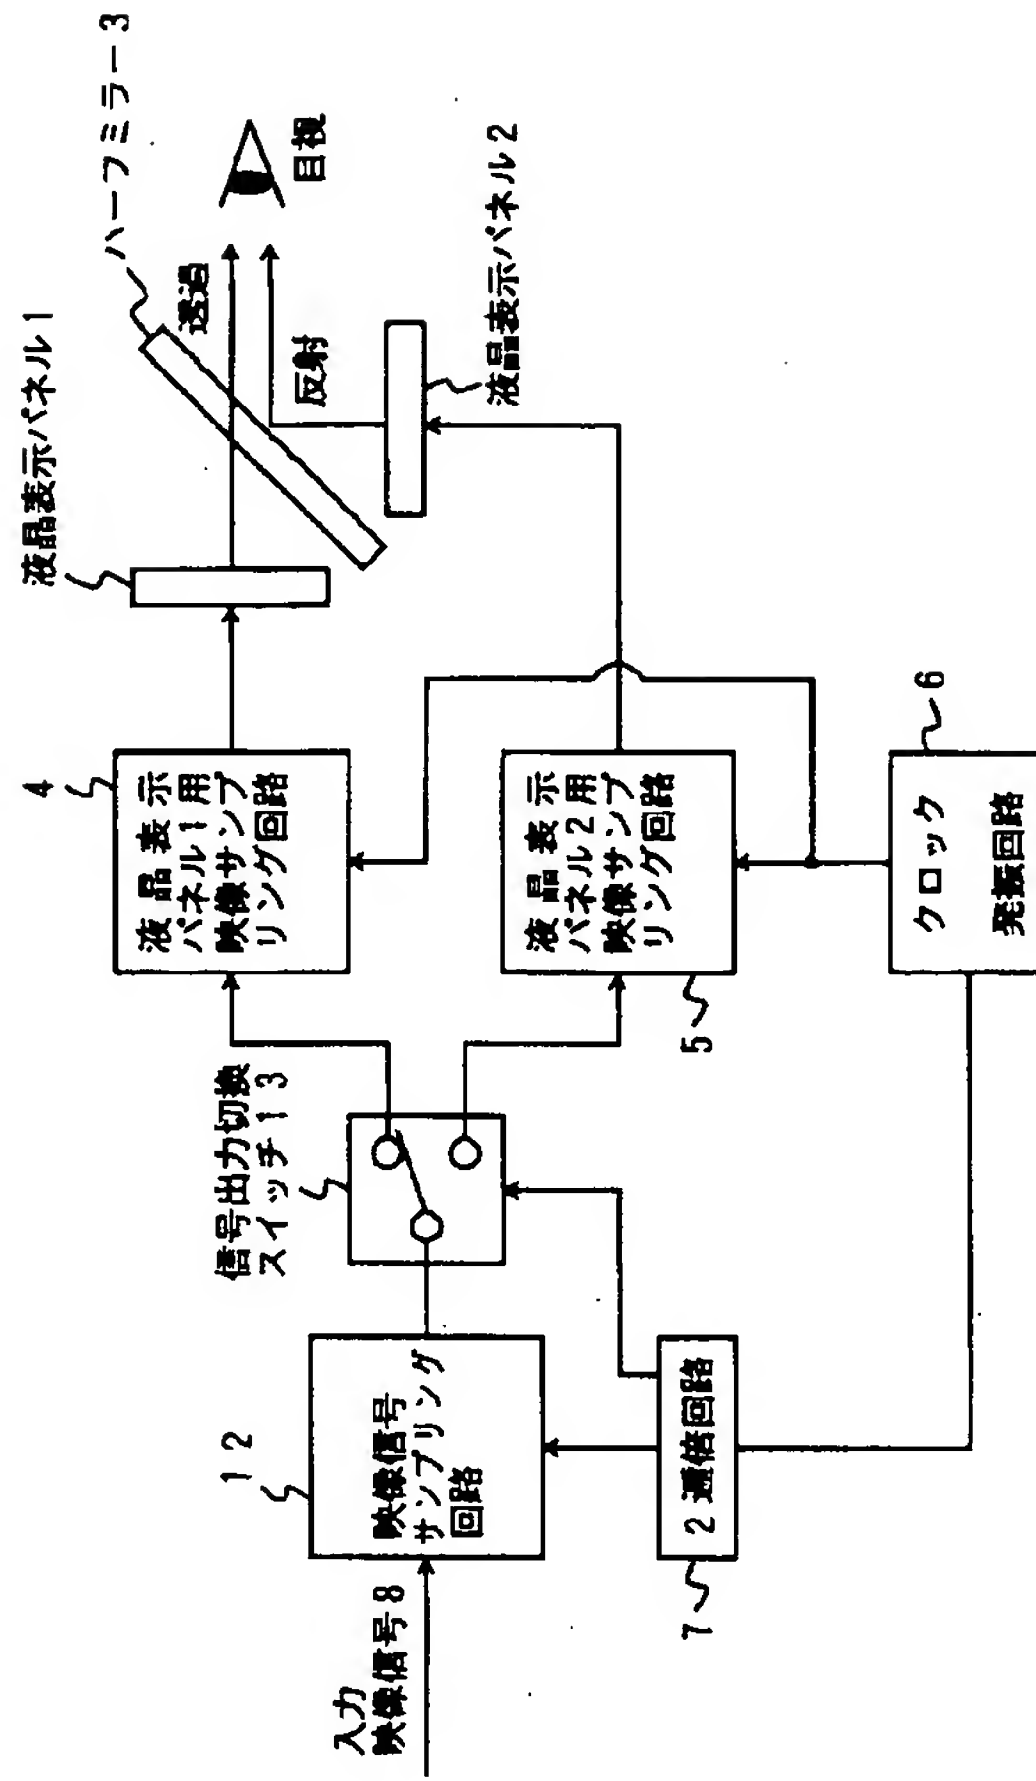 入力
映像信号8
12
映像信号
サンプリング
回路
信号出力切換
スイッチ13
7
2逓倍回路
4
液晶表示
パネル1用
映像サンプ
リング回路
5
液晶表示
パネル2用
映像サンプ
リング回路
6
クロック
発振回路
液晶表示パネル1
ハーフミラー3
透過
反射
目視
液晶表示パネル2